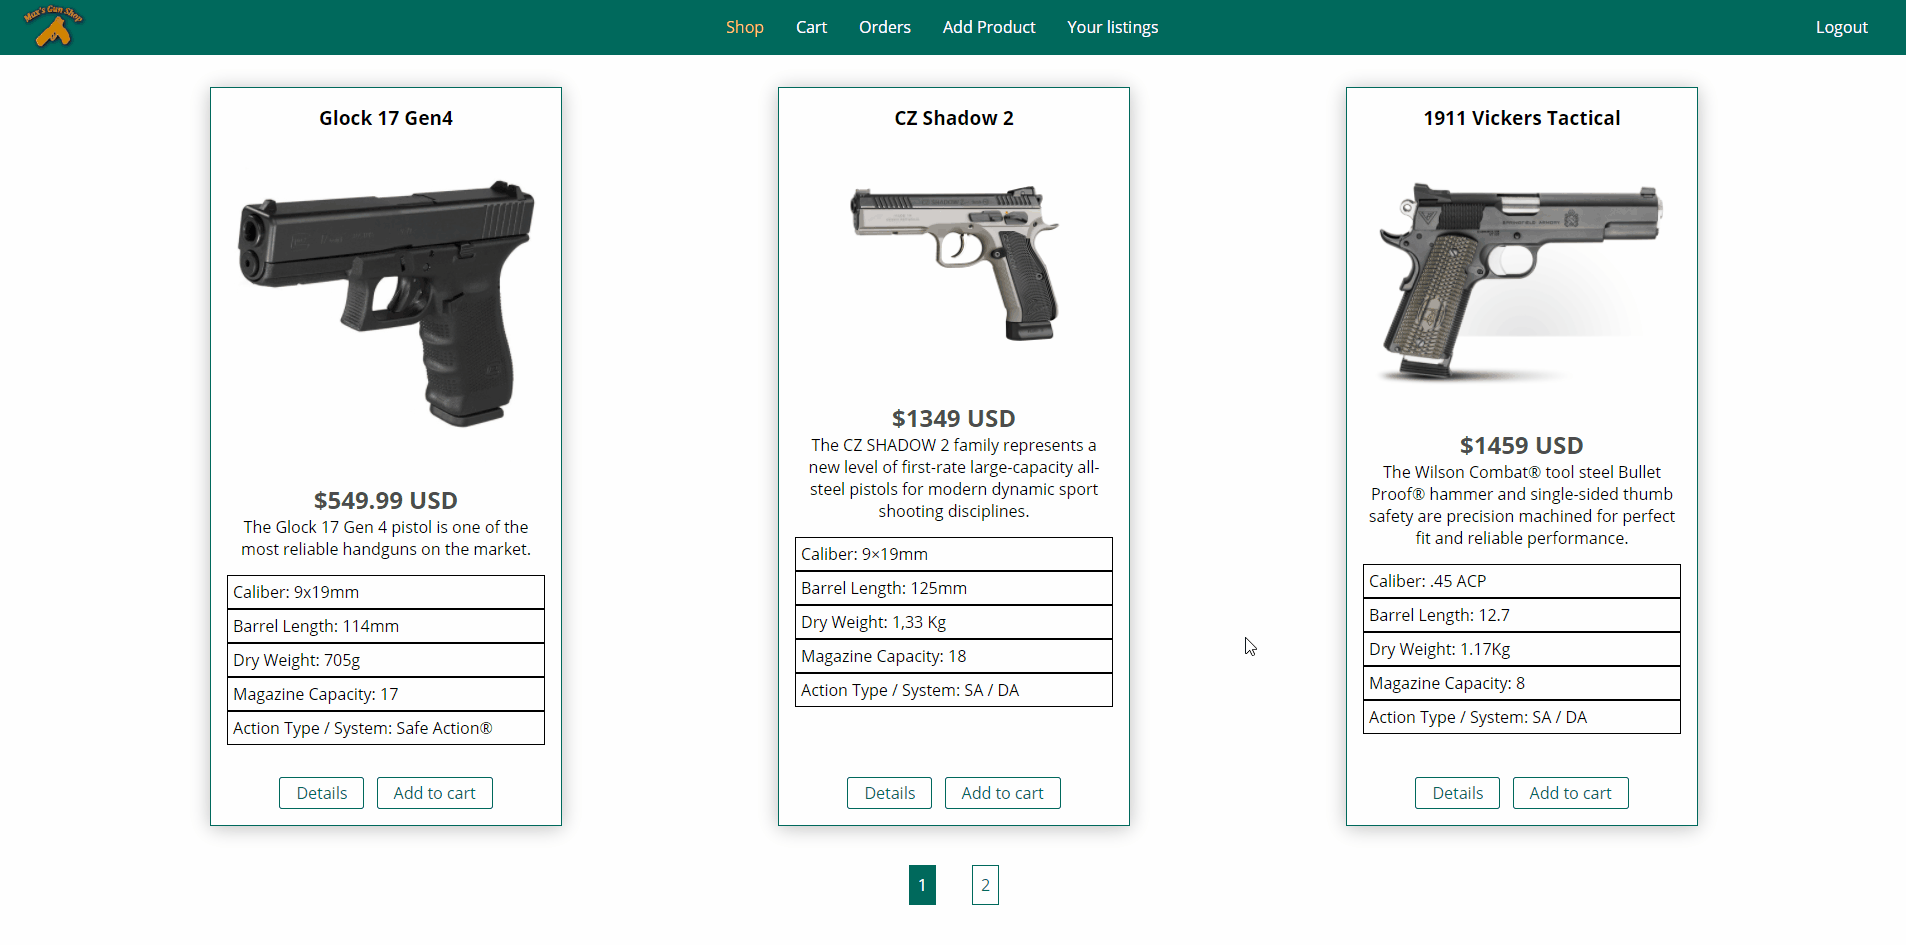 Max's Gun Shop
Shop
Cart
Orders
Add Product
Your listings
Logout
Glock 17 Gen4
$549.99 USD
The Glock 17 Gen 4 pistol is one of the
most reliable handguns on the market.
Caliber: 9x19mm
Barrel Length: 114mm
Dry Weight: 705g
Magazine Capacity: 17
Action Type / System: Safe Action®
Details
Add to cart
CZ Shadow 2
CZ SHADOW 2
$1349 USD
The CZ SHADOW 2 family represents a
new level of first-rate large-capacity all-
steel pistols for modern dynamic sport
shooting disciplines.
Caliber: 9×19mm
Barrel Length: 125mm
Dry Weight: 1,33 Kg
Magazine Capacity: 18
Action Type / System: SA / DA
Details
Add to cart
1911 Vickers Tactical
SPRINGFIELD ARMORY
$1459 USD
The Wilson Combat® tool steel Bullet
Proof® hammer and single-sided thumb
safety are precision machined for perfect
fit and reliable performance.
Caliber: .45 ACP
Barrel Length: 12.7
Dry Weight: 1.17Kg
Magazine Capacity: 8
Action Type / System: SA / DA
Details
Add to cart
1
2